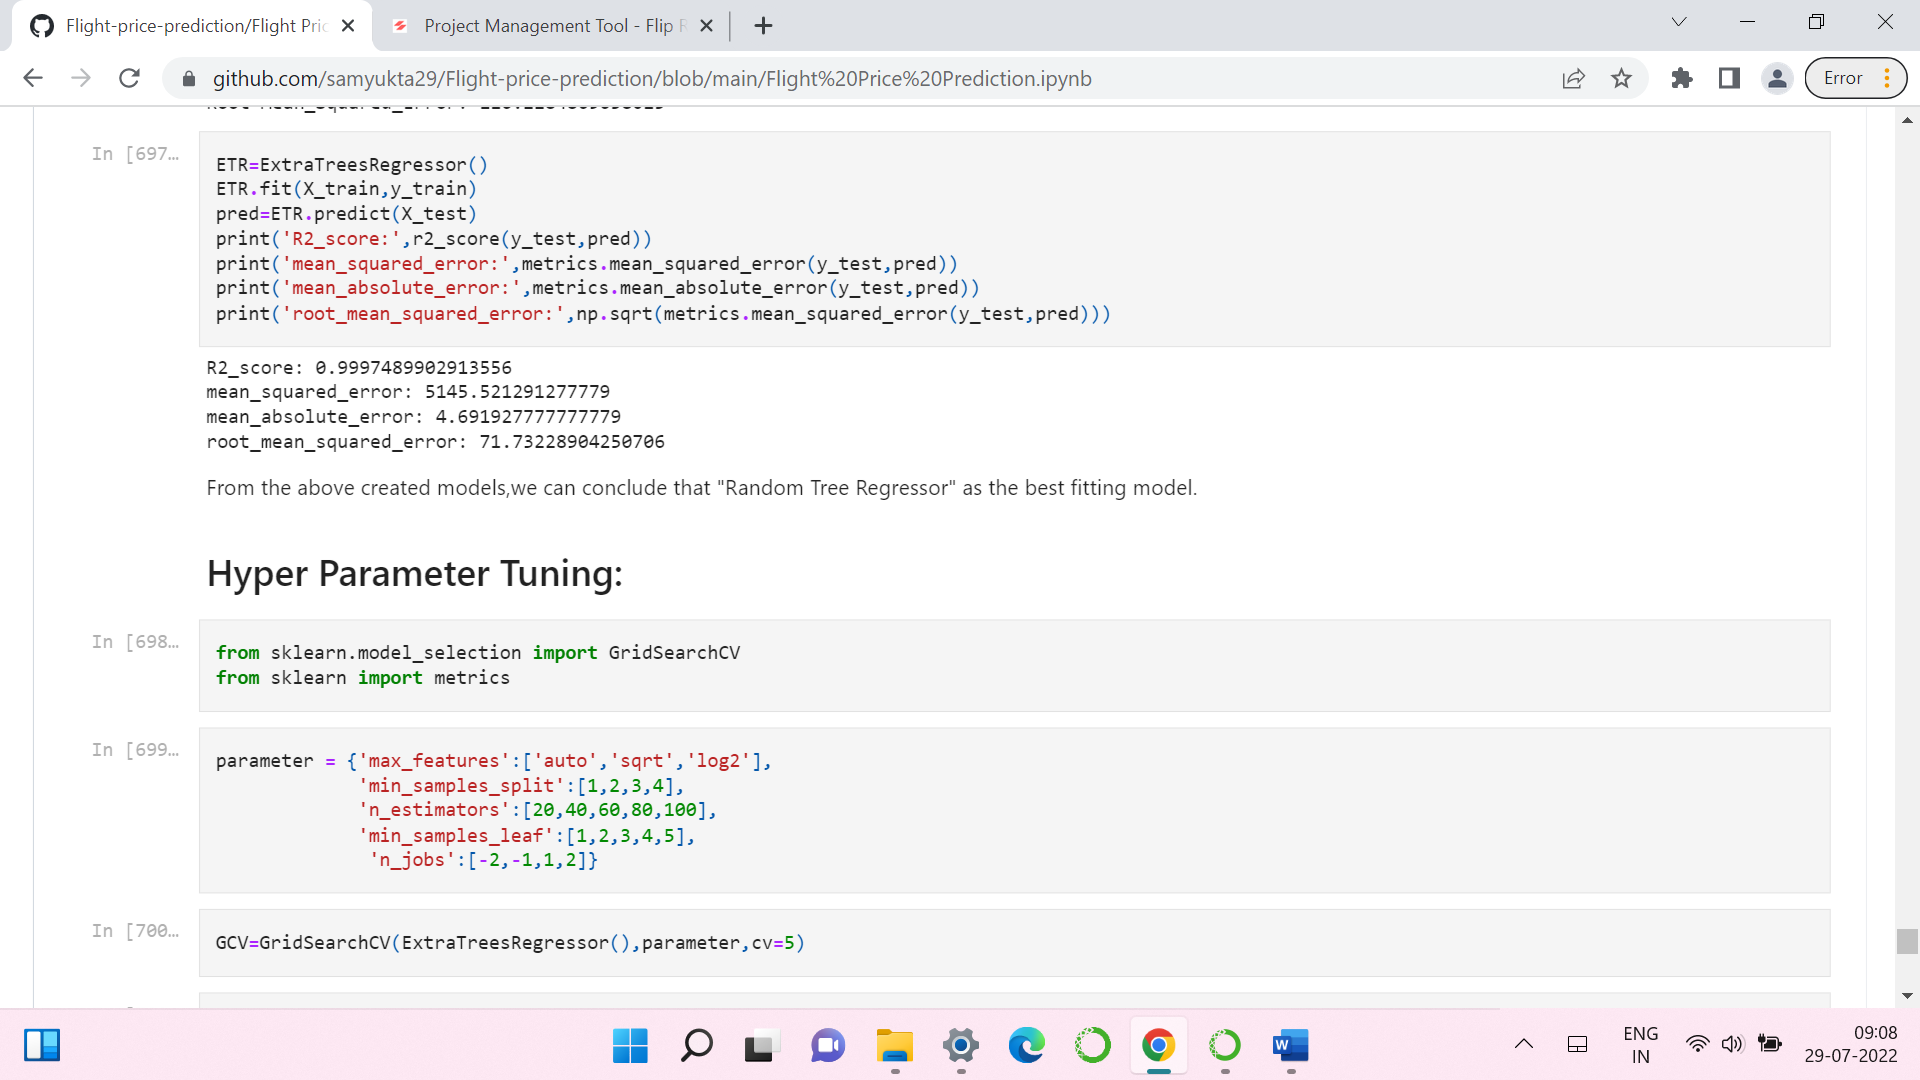 Flight-price-prediction/Flight Pric
Project Management Tool - Flip R
github.com/samyukta29/Flight-price-prediction/blob/main/Flight%20Price%20Prediction.ipynb
Error
In [697…
ETR=ExtraTreesRegressor()
ETR.fit(X_train,y_train)
pred=ETR.predict(X_test)
print('R2_score:',r2_score(y_test,pred))
print('mean_squared_error:',metrics.mean_squared_error(y_test,pred))
print('mean_absolute_error:',metrics.mean_absolute_error(y_test,pred))
print('root_mean_squared_error:',np.sqrt(metrics.mean_squared_error(y_test,pred)))
R2_score: 0.9997489902913556
mean_squared_error: 5145.521291277779
mean_absolute_error: 4.691927777777779
root_mean_squared_error: 71.73228904250706
From the above created models,we can conclude that "Random Tree Regressor" as the best fitting model.
Hyper Parameter Tuning:
In [698…
from sklearn.model_selection import GridSearchCV
from sklearn import metrics
In [699…
parameter = {'max_features':['auto','sqrt','log2'],
'min_samples_split':[1,2,3,4],
'n_estimators':[20,40,60,80,100],
'min_samples_leaf':[1,2,3,4,5],
'n_jobs':[-2,-1,1,2]}
In [700…
GCV=GridSearchCV(ExtraTreesRegressor(),parameter,cv=5)
ENG
IN
09:08
29-07-2022